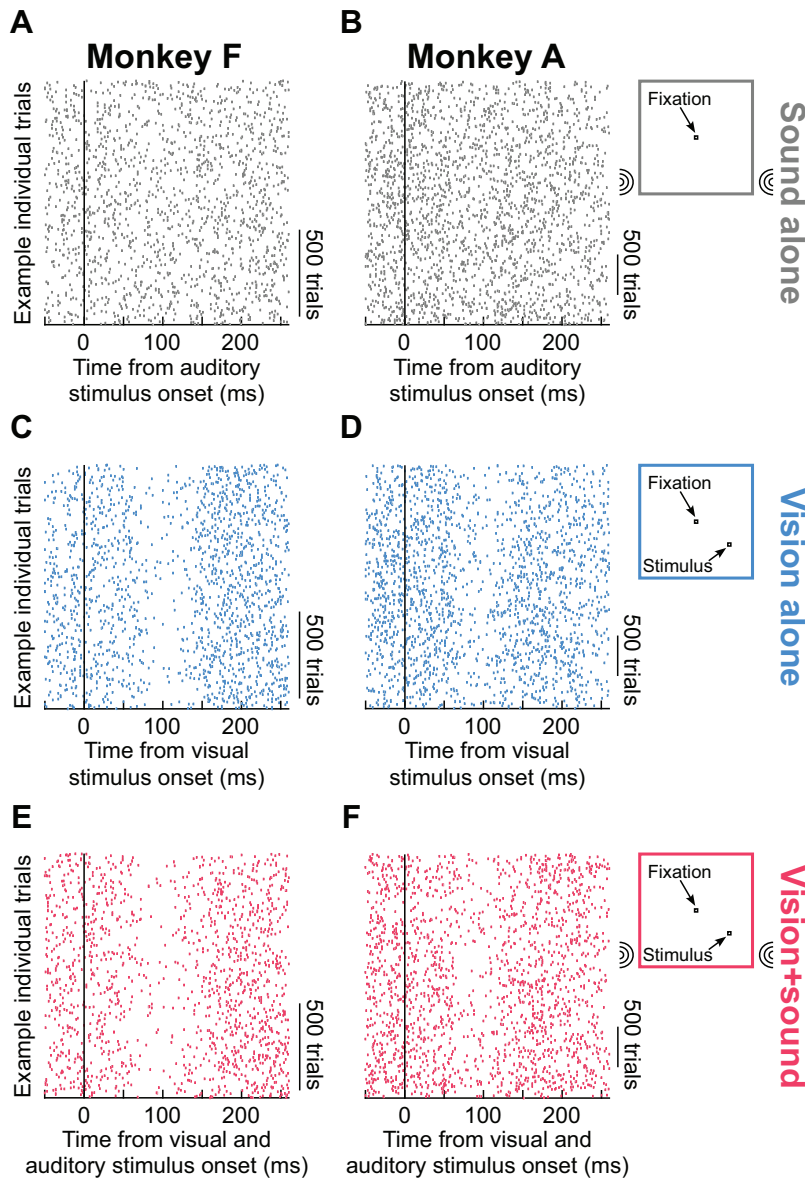 A
Monkey F
B
Monkey A
Example individual trials
500 trials
0
100
200
Time from auditory
stimulus onset (ms)
500 trials
0
100
200
Time from auditory
stimulus onset (ms)
Fixation
Sound alone
C
Example individual trials
500 trials
0
100
200
Time from visual
stimulus onset (ms)
D
500 trials
0
100
200
Time from visual
stimulus onset (ms)
Fixation
Stimulus
Vision alone
E
Example individual trials
500 trials
0
100
200
Time from visual and
auditory stimulus onset (ms)
F
500 trials
0
100
200
Time from visual and
auditory stimulus onset (ms)
Fixation
Stimulus
Vision+sound